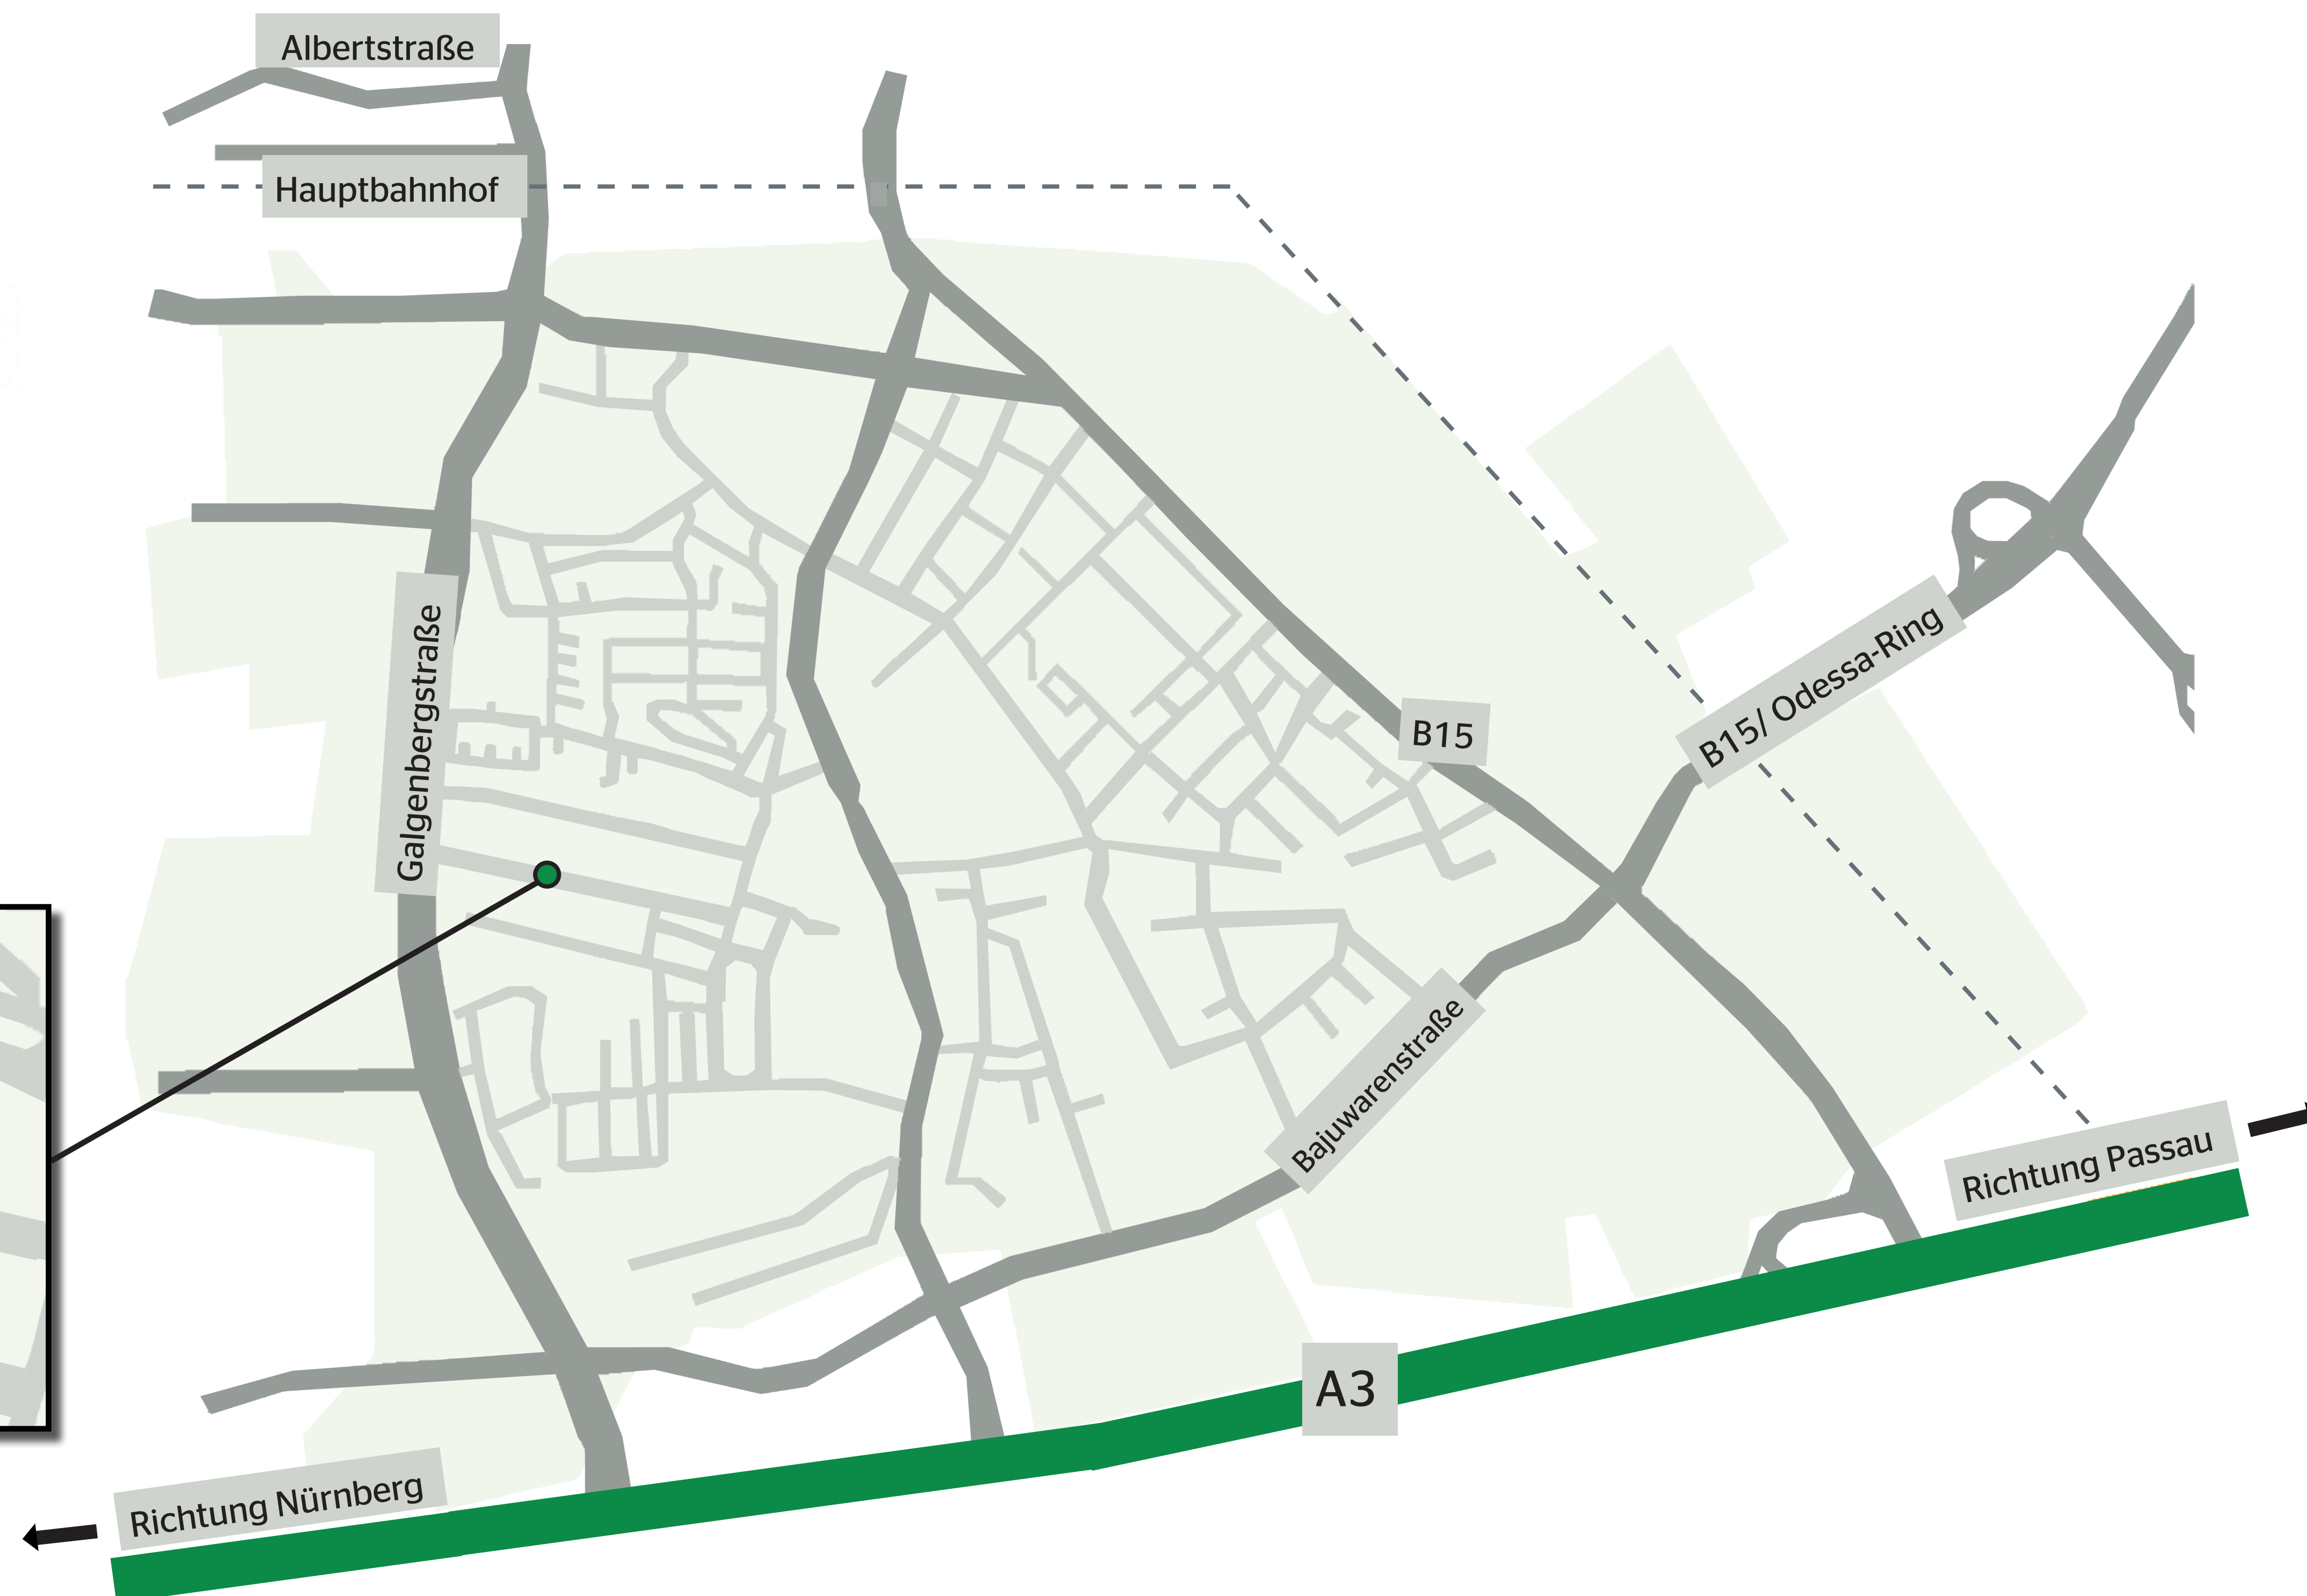 Albertstraße
Hauptbahnhof
Galgenbergstraße
B15
B15/ Odessa-Ring
Bajuwarenstraße
Richtung Passau
A3
Richtung Nürnberg